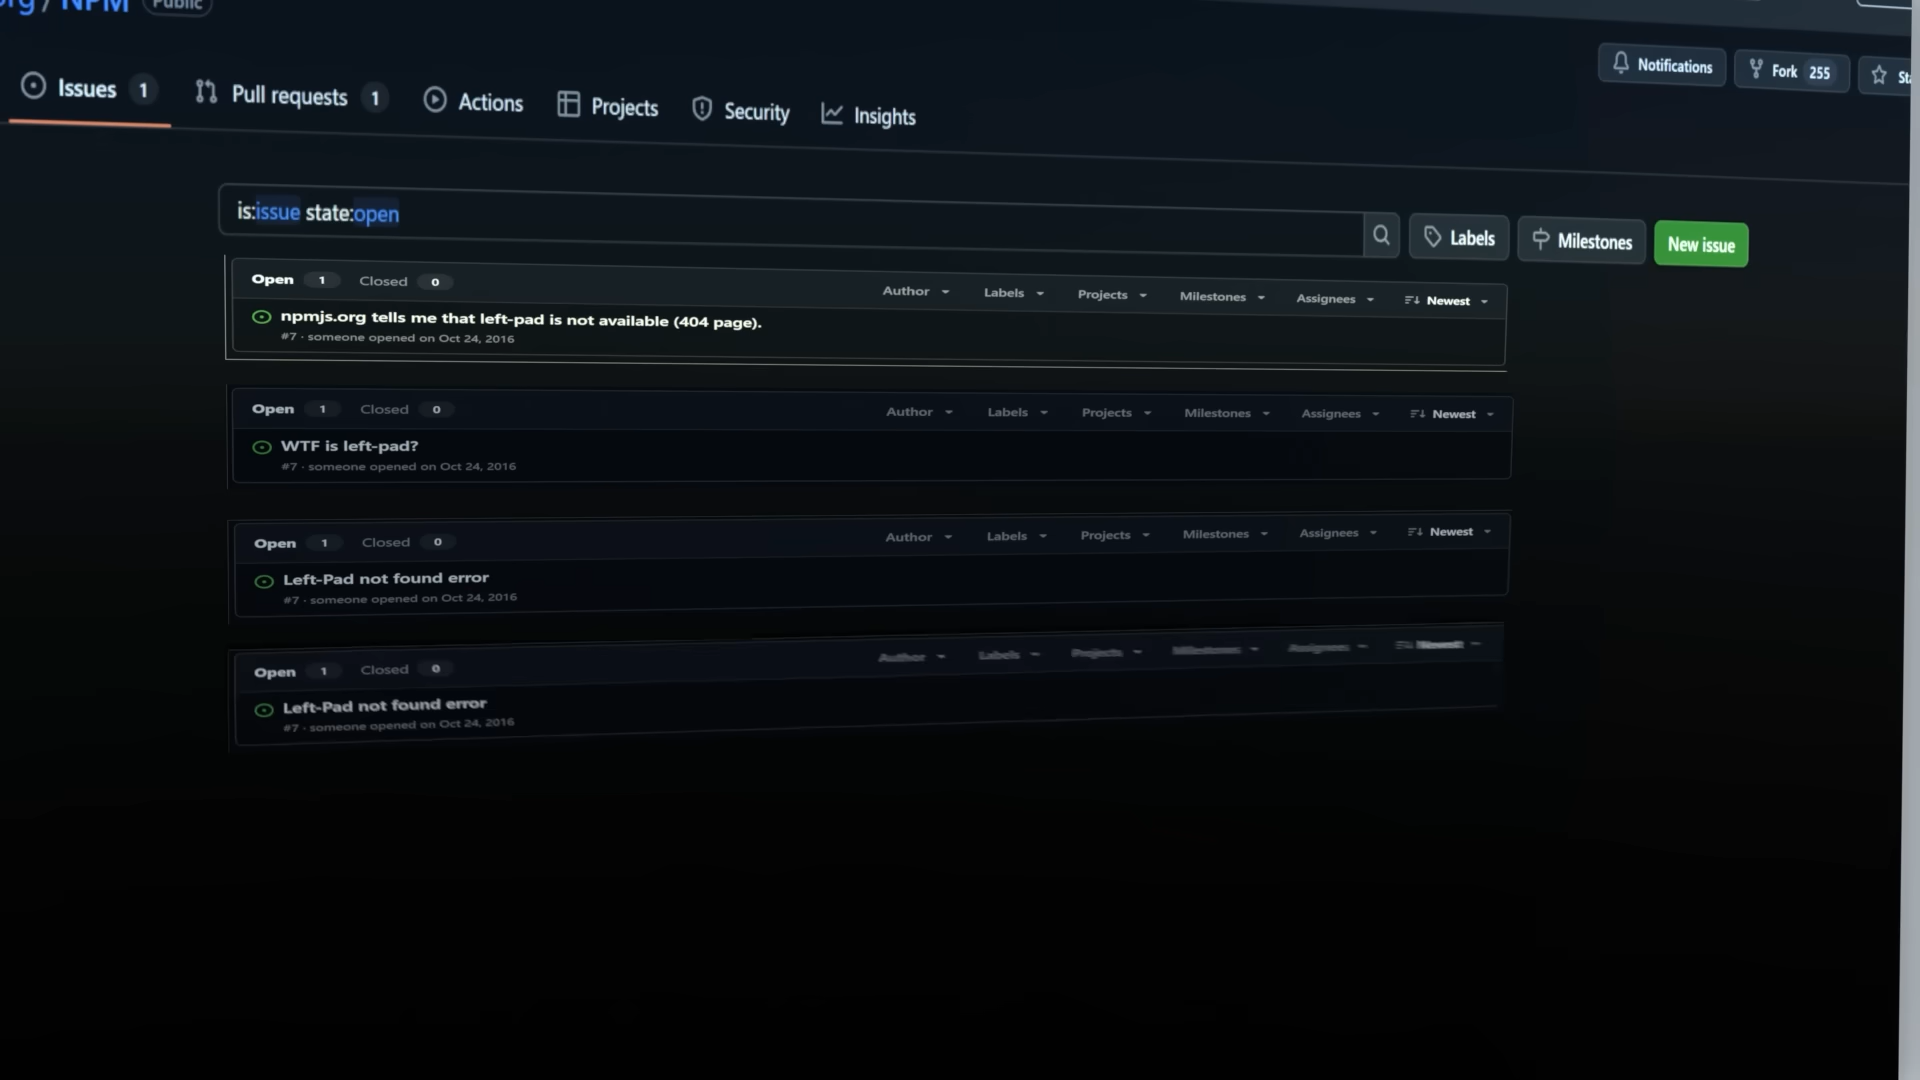 org / NPM Public
Notifications Fork 255
Issues 1 Pull requests 1 Actions Projects Security Insights
is:issue state:open
Labels Milestones New issue
Open 1 Closed 0 Author Labels Projects Milestones Assignees Newest
npmjs.org tells me that left-pad is not available (404 page).
#7 · someone opened on Oct 24, 2016
Open 1 Closed 0 Author Labels Projects Milestones Assignees Newest
WTF is left-pad?
#7 · someone opened on Oct 24, 2016
Open 1 Closed 0 Author Labels Projects Milestones Assignees Newest
Left-Pad not found error
#7 · someone opened on Oct 24, 2016
Open 1 Closed 0 Author Labels Projects Milestones Assignees Newest
Left-Pad not found error
#7 · someone opened on Oct 24, 2016